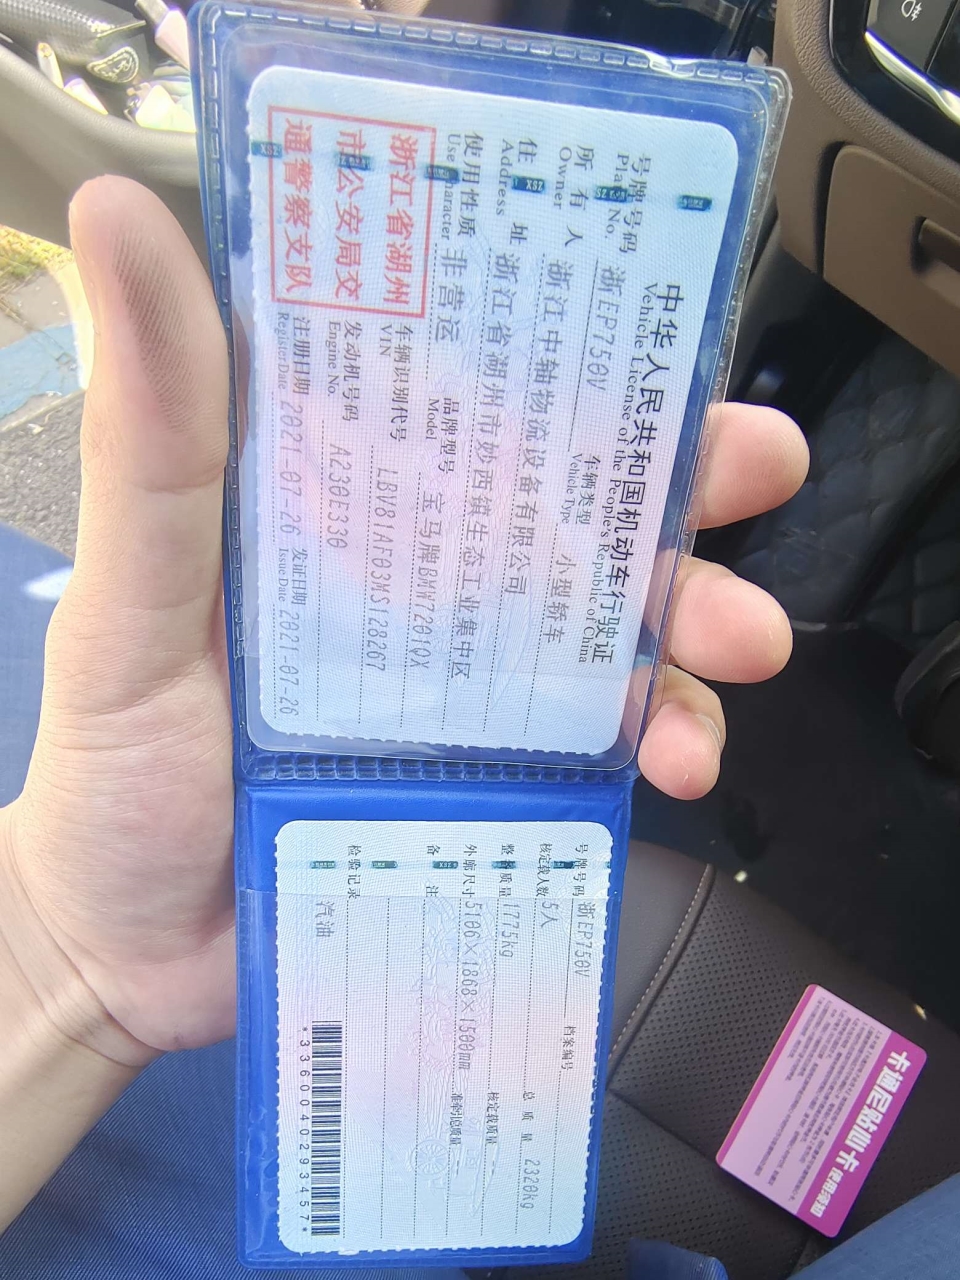 中华人民共和国机动车行驶证
Vehicle License of the People's Republic of China
号牌号码 浙EP750V 车辆类型 小型轿车
Plate No. Vehicle Type
所有人 浙江中轴物流设备有限公司
Owner
住址 浙江省湖州市妙西镇生态工业集中区
Address
使用性质 非营运 品牌型号 宝马牌BMW7201QX
Use Character Model
浙江省湖州
市公安局交
通警察支队
车辆识别代号 LBV81AF03MS128267
VIN
发动机号码 A230E330
Engine No.
注册日期 2021-07-26 发证日期 2021-07-26
Register Date Issue Date
号牌号码 浙EP750V 档案编号
核定载人数 5人 总质量 2320kg
整备质量 1775kg 核定载质量 --
外廓尺寸 5106×1868×1500mm 准牵引总质量 --
备注
检验记录
汽油
*3360040293457*
使用须知